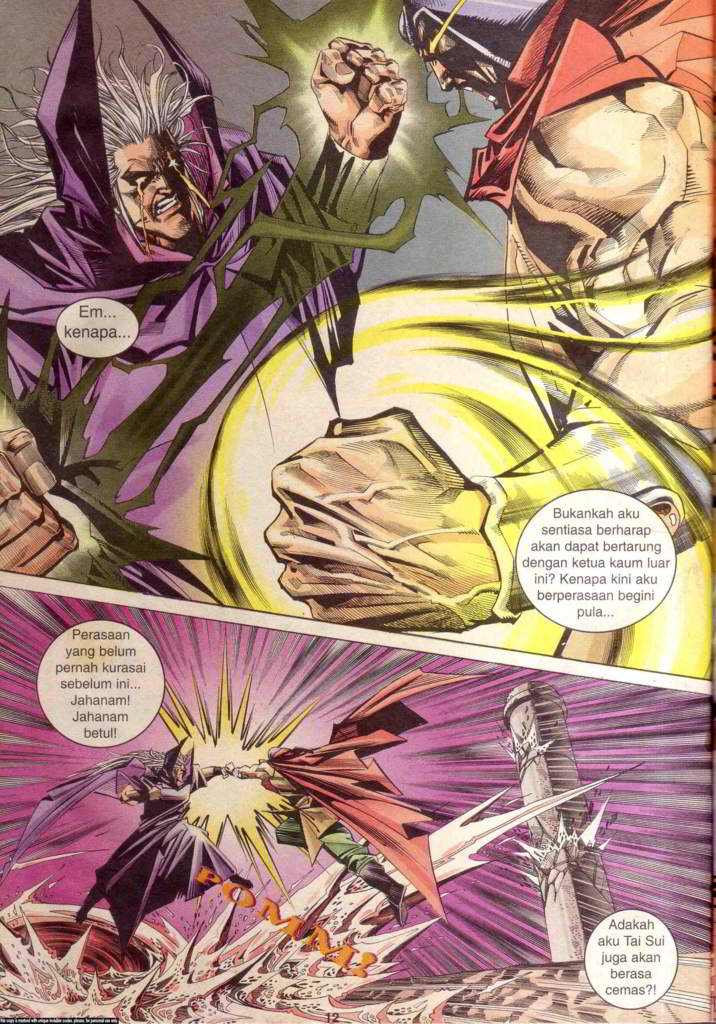 Em...
kenapa...
Bukankah aku
sentiasa berharap
akan dapat bertarung
dengan ketua kaum luar
ini? Kenapa kini aku
berperasaan begini
pula...
Perasaan
yang belum
pernah kurasai
sebelum ini...
Jahanam!
Jahanam
betul!
POMM!
Adakah
aku Tai Sui
juga akan
berasa
cemas?!
12